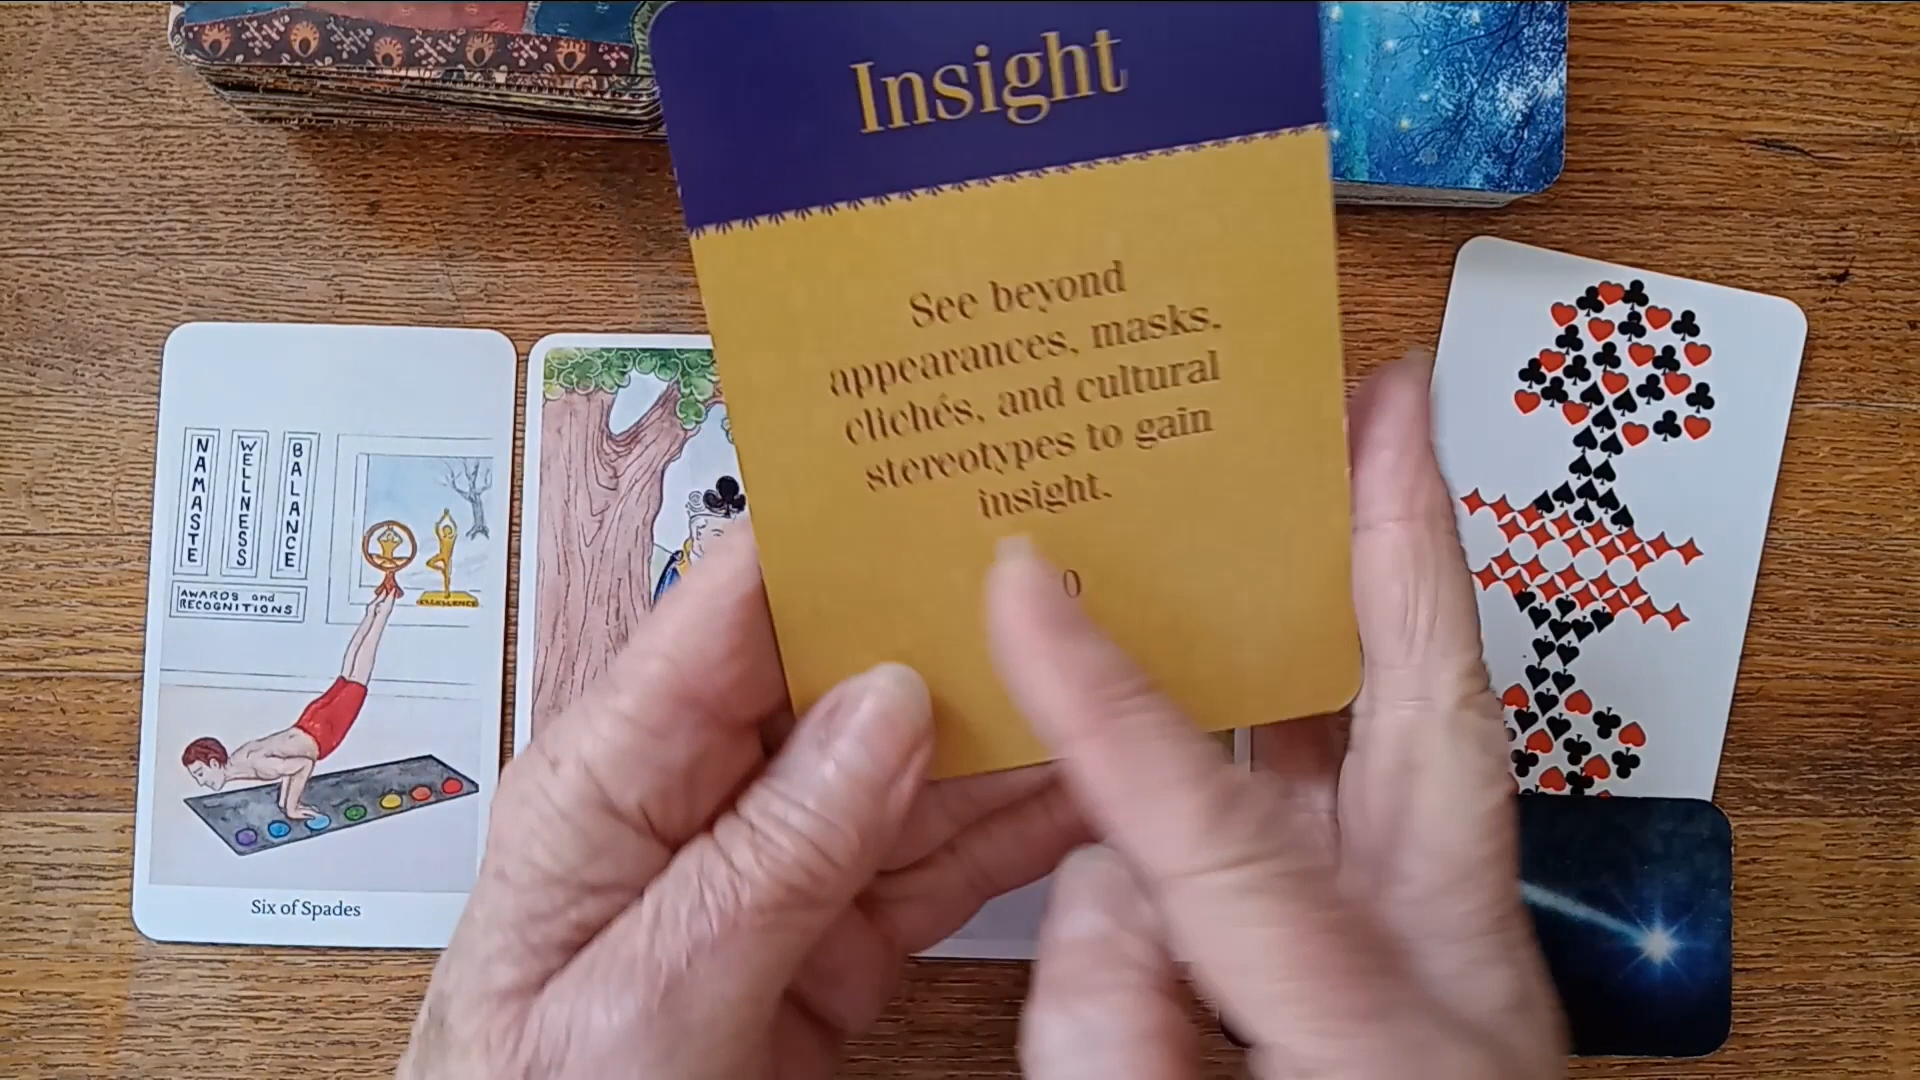 Insight
See beyond
appearances, masks,
clichés, and cultural
stereotypes to gain
insight.
0
NAMASTE
WELLNESS
BALANCE
AWARDS and
RECOGNITIONS
EXCELLENCE
Six of Spades